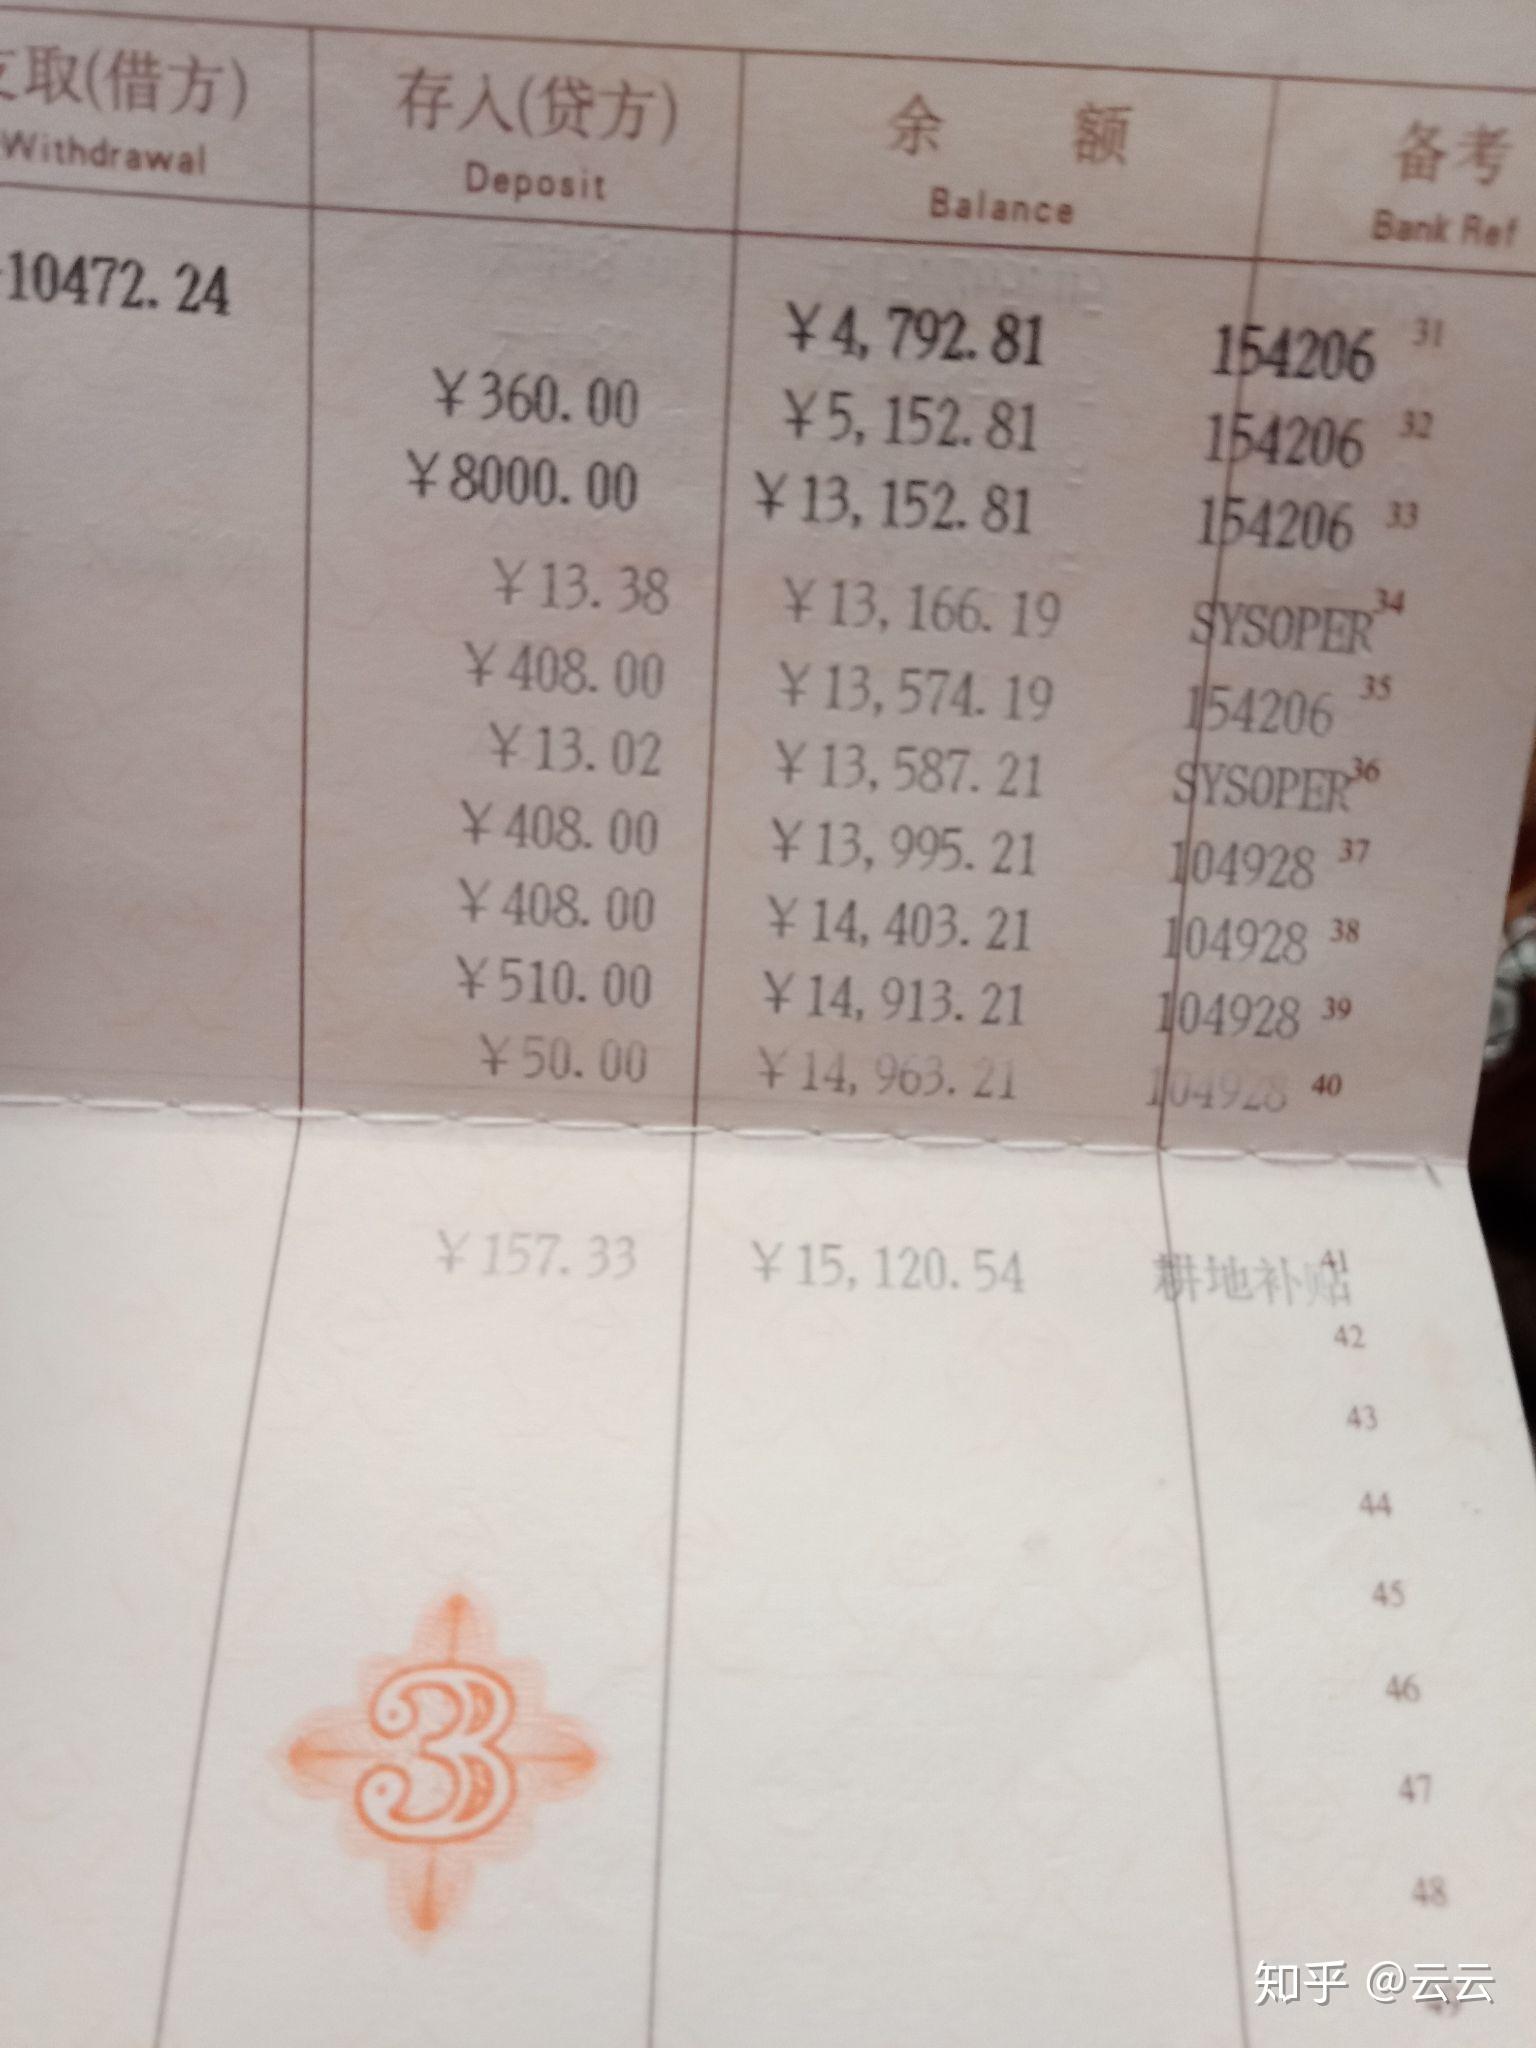 取(借方) 存入(贷方) 余 额 备考
Withdrawal Deposit Balance Bank Ref
10472.24 ¥4,792.81 154206 31
¥360.00 ¥5,152.81 154206 32
¥8000.00 ¥13,152.81 154206 33
¥13.38 ¥13,166.19 SYSOPER 34
¥408.00 ¥13,574.19 154206 35
¥13.02 ¥13,587.21 SYSOPER 36
¥408.00 ¥13,995.21 104928 37
¥408.00 ¥14,403.21 104928 38
¥510.00 ¥14,913.21 104928 39
¥50.00 ¥14,963.21 104928 40
¥157.33 ¥15,120.54 耕地补贴 41
42
43
44
45
46
3
47
48
知乎 @云云